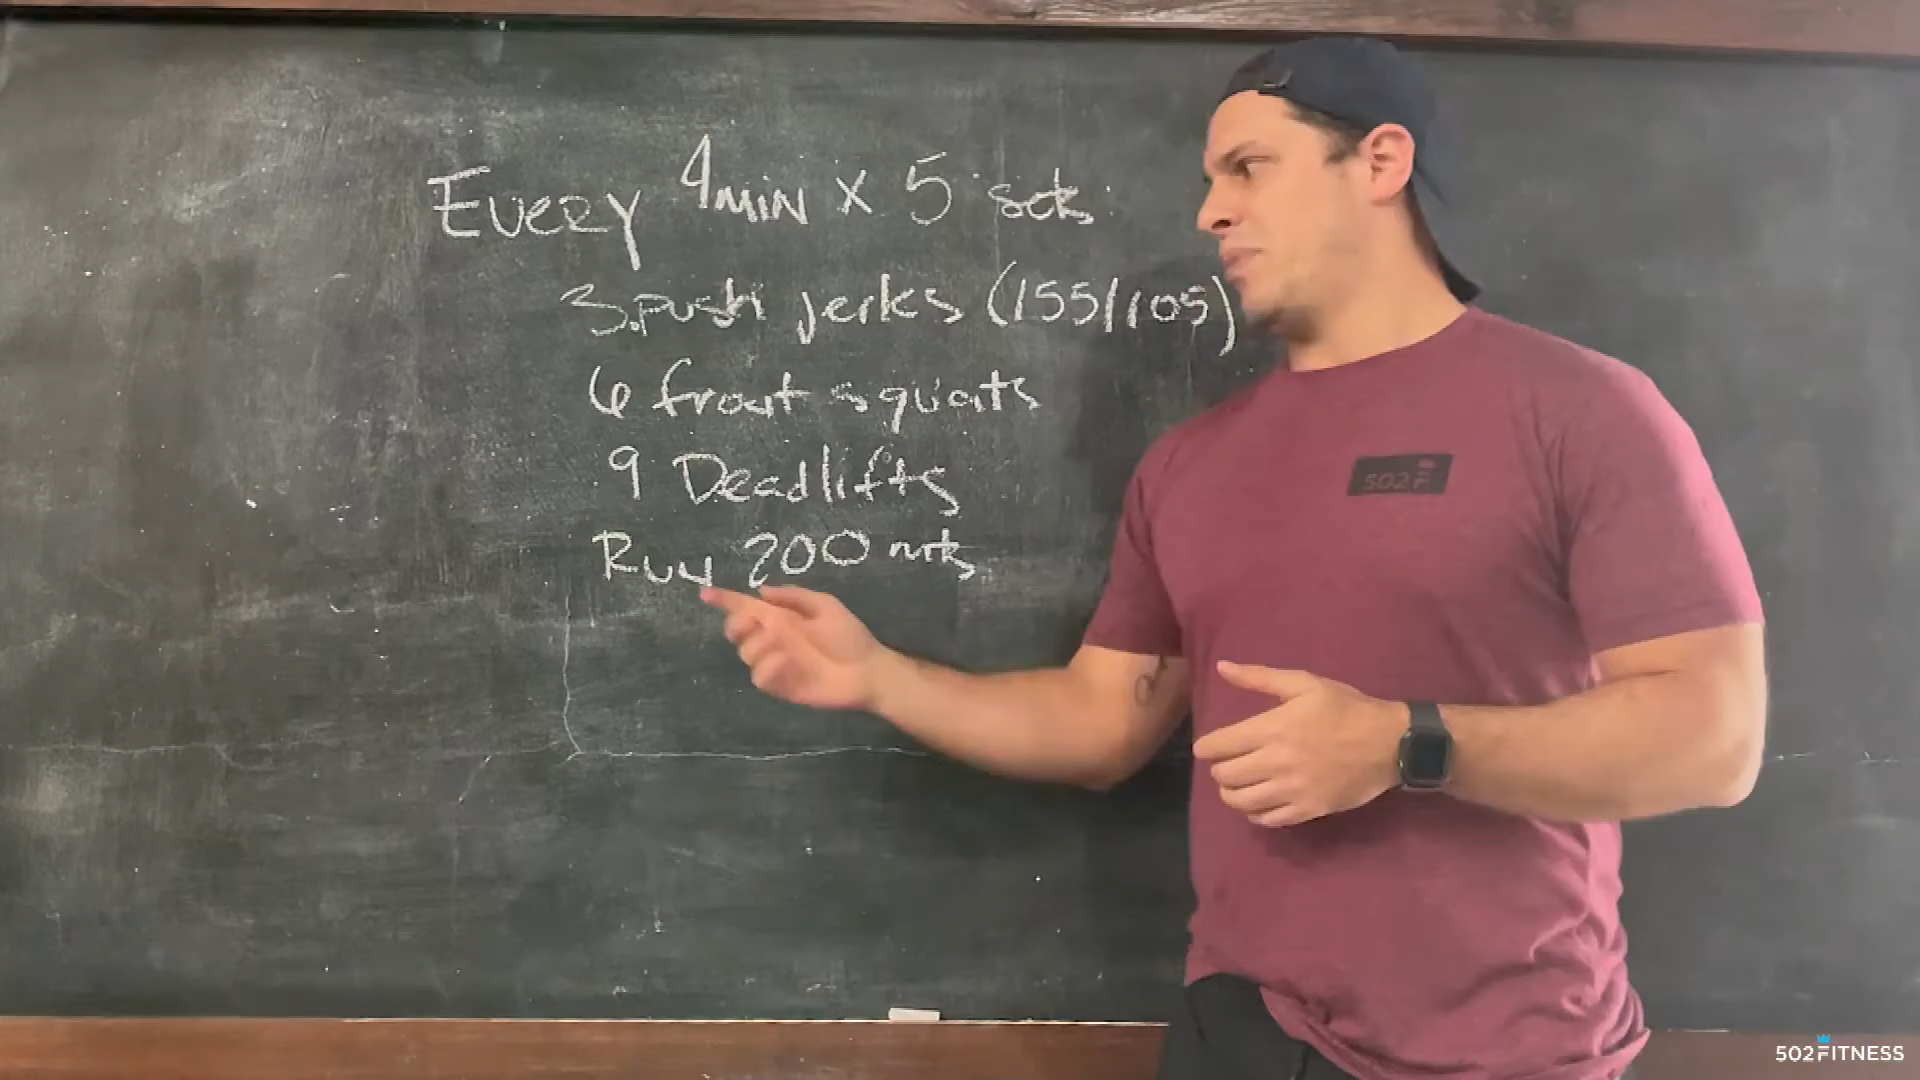 Every 4min x 5 sets
3 push jerks (155/105)
6 front squats
9 Deadlifts
Run 200 mts
502F
502FITNESS